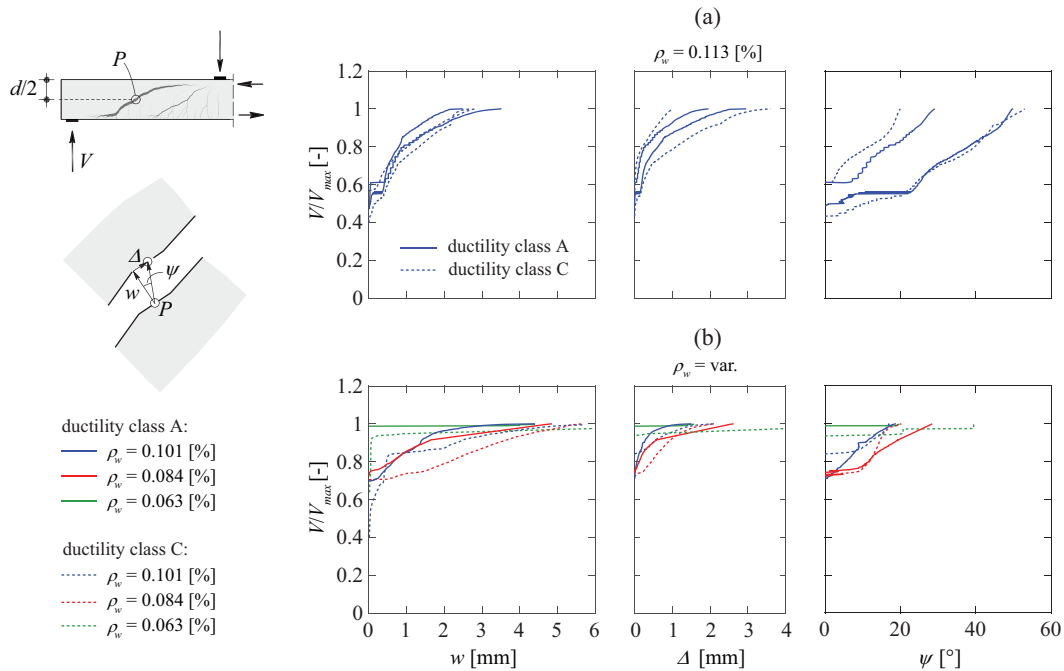 (a)
ρw = 0.113 [%]
P
d/2
V
Δ
ψ
w
P
1.2
1
0.8
0.6
0.4
0.2
0
V/Vmax [-]
ductility class A
ductility class C
(b)
ρw = var.
1.2
1
0.8
0.6
0.4
0.2
0
V/Vmax [-]
0 1 2 3 4 5 6
w [mm]
0 1 2 3 4
Δ [mm]
0 20 40 60
ψ [°]
ductility class A:
ρw = 0.101 [%]
ρw = 0.084 [%]
ρw = 0.063 [%]
ductility class C:
ρw = 0.101 [%]
ρw = 0.084 [%]
ρw = 0.063 [%]